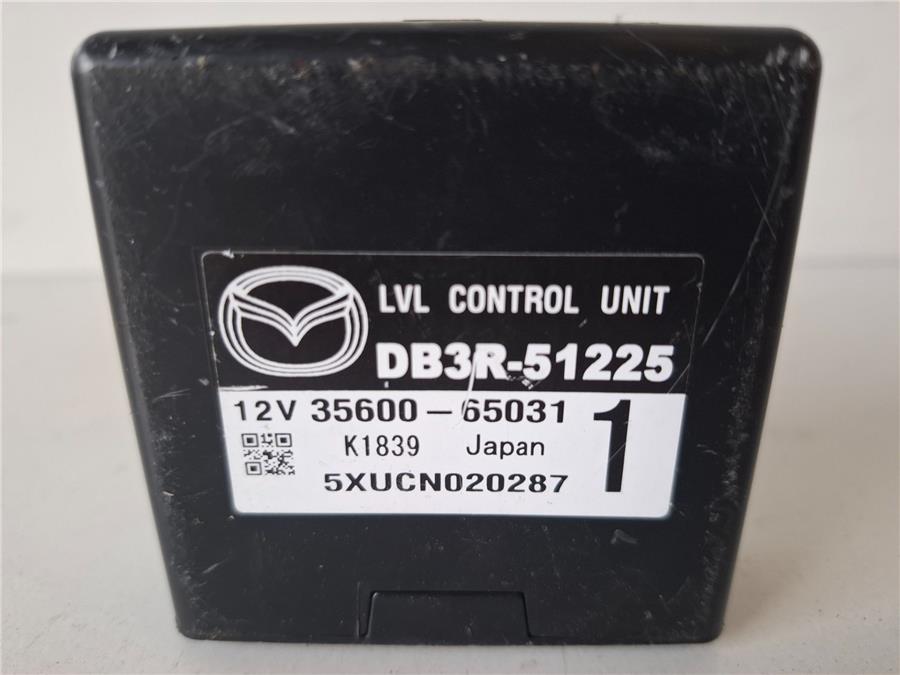 LVL CONTROL UNIT
DB3R-51225
12V 35600-65031 1
K1839 Japan
5XUCN020287